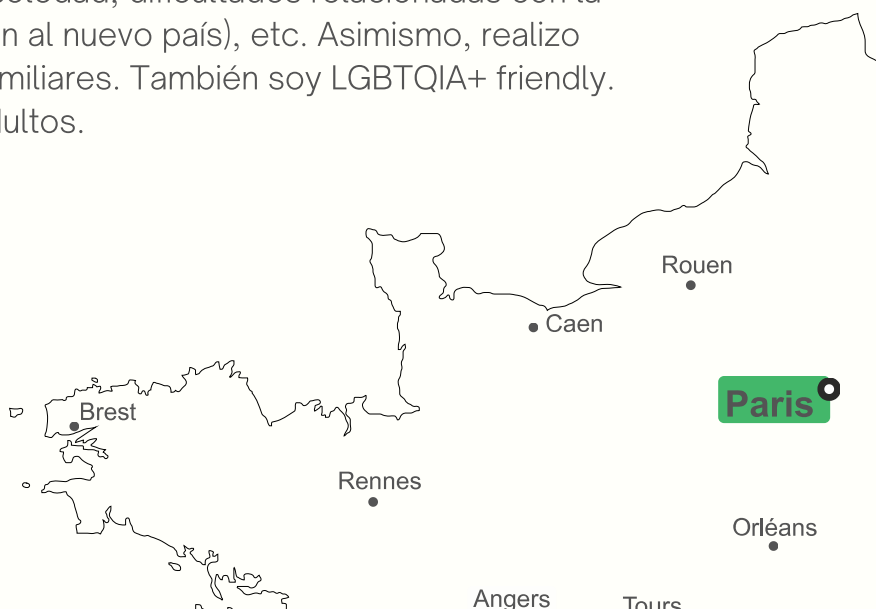 n al nuevo país), etc. Asimismo, realizo
miliares. También soy LGBTQIA+ friendly.
dultos.
Rouen
Caen
Paris
Brest
Rennes
Orléans
Angers
Tours